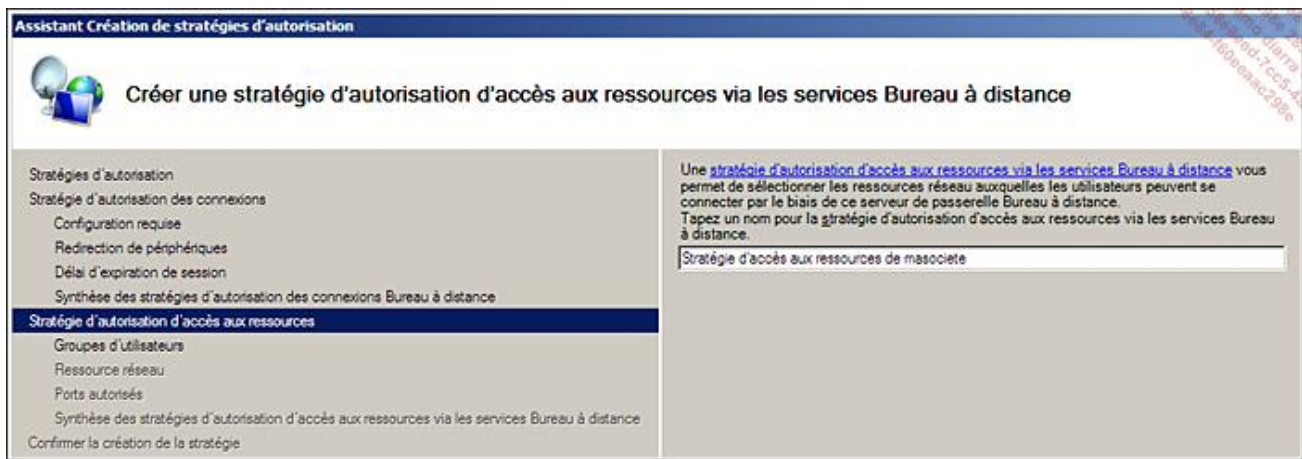 Assistant Création de stratégies d'autorisation
Créer une stratégie d'autorisation d'accès aux ressources via les services Bureau à distance
Stratégies d'autorisation
Stratégie d'autorisation des connexions
Configuration requise
Redirection de périphériques
Délai d'expiration de session
Synthèse des stratégies d'autorisation des connexions Bureau à distance
Stratégie d'autorisation d'accès aux ressources
Groupes d'utilisateurs
Ressource réseau
Ports autorisés
Synthèse des stratégies d'autorisation d'accès aux ressources via les services Bureau à distance
Confirmer la création de la stratégie
Une stratégie d'autorisation d'accès aux ressources via les services Bureau à distance vous
permet de sélectionner les ressources réseau auxquelles les utilisateurs peuvent se
connecter par le biais de ce serveur de passerelle Bureau à distance.
Tapez un nom pour la stratégie d'autorisation d'accès aux ressources via les services Bureau
à distance.
Stratégie d'accès aux ressources de masociete